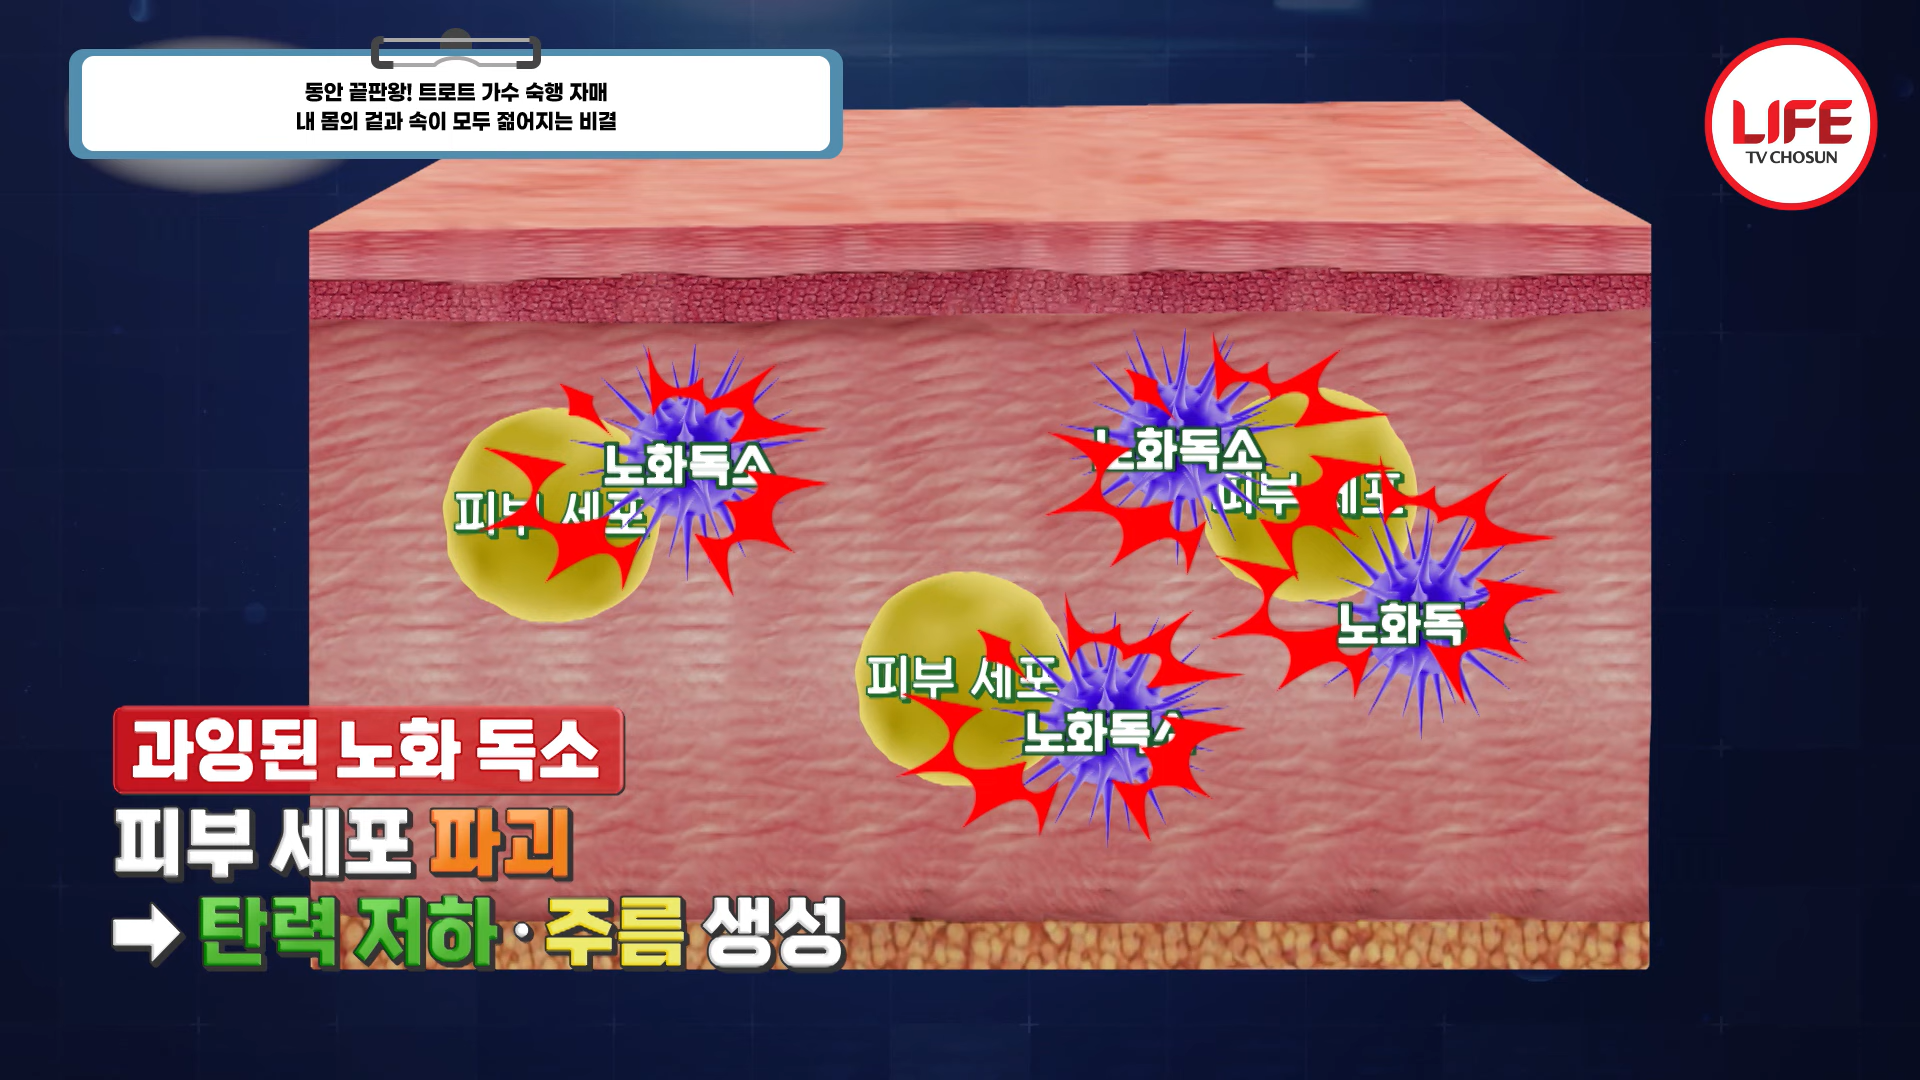 동안 끝판왕! 트로트 가수 숙행 자매
내 몸의 겉과 속이 모두 젊어지는 비결
LIFE
TV CHOSUN
노화독소
피부 세포
노화독소
피부 세포
노화독
피부 세포
노화독소
과잉된 노화 독소
피부 세포 파괴
➡ 탄력 저하·주름 생성